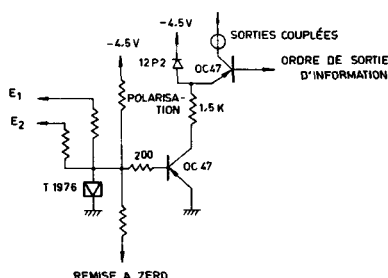 -4.5V
SORTIES COUPLÉES
-4.5V
12P2
OC47
ORDRE DE SORTIE
D'INFORMATION
E1
POLARISA-
TION
1.5K
E2
200
OC47
T1976
REMISE A ZERO